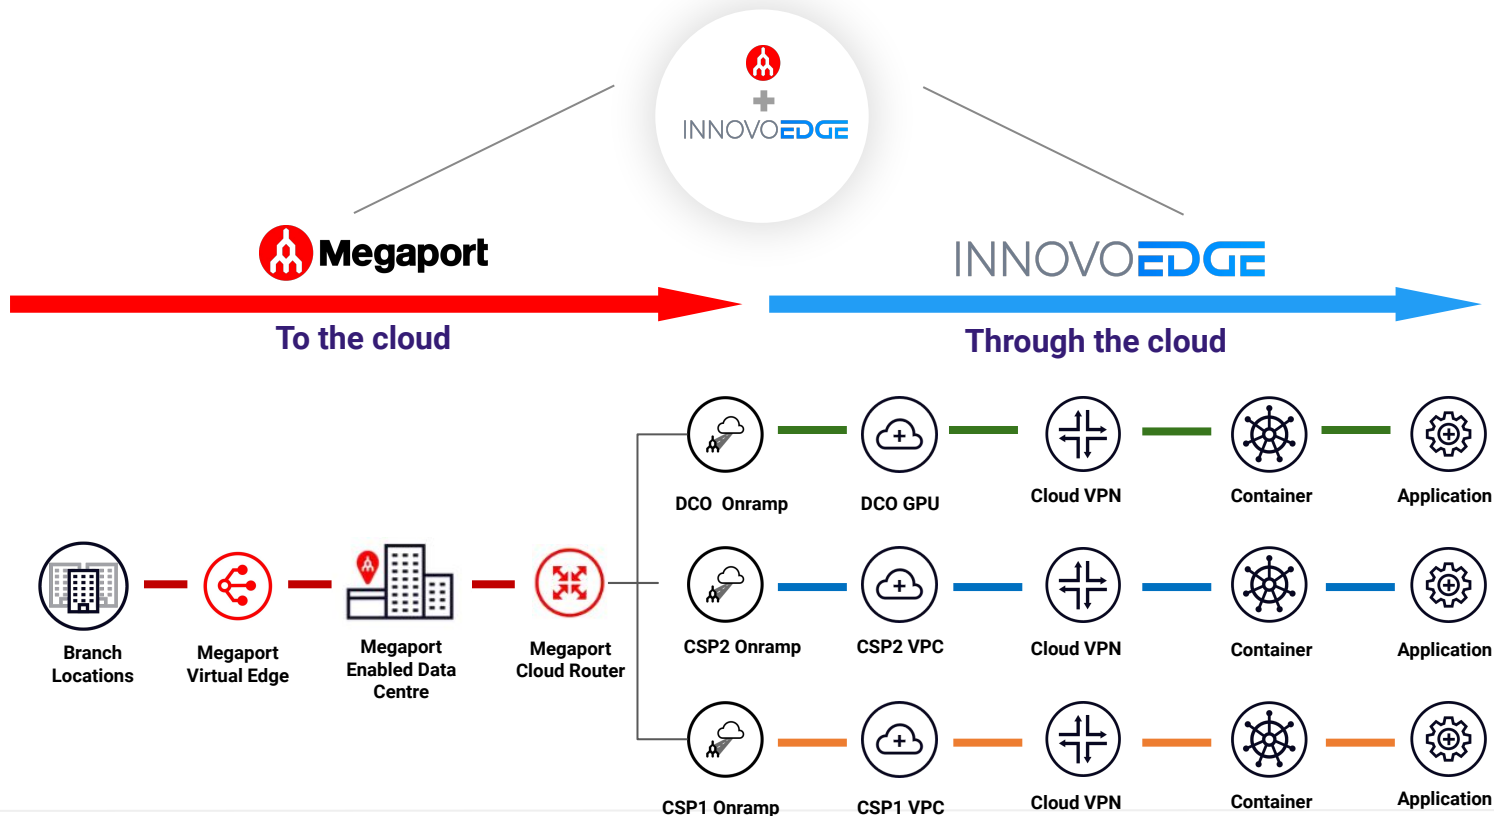 INNOVOEDGE
Megaport
INNOVOEDGE
To the cloud
Through the cloud
DCO Onramp
DCO GPU
Cloud VPN
Container
Application
Branch
Locations
Megaport
Virtual Edge
Megaport
Enabled Data
Centre
Megaport
Cloud Router
CSP2 Onramp
CSP2 VPC
Cloud VPN
Container
Application
CSP1 Onramp
CSP1 VPC
Cloud VPN
Container
Application